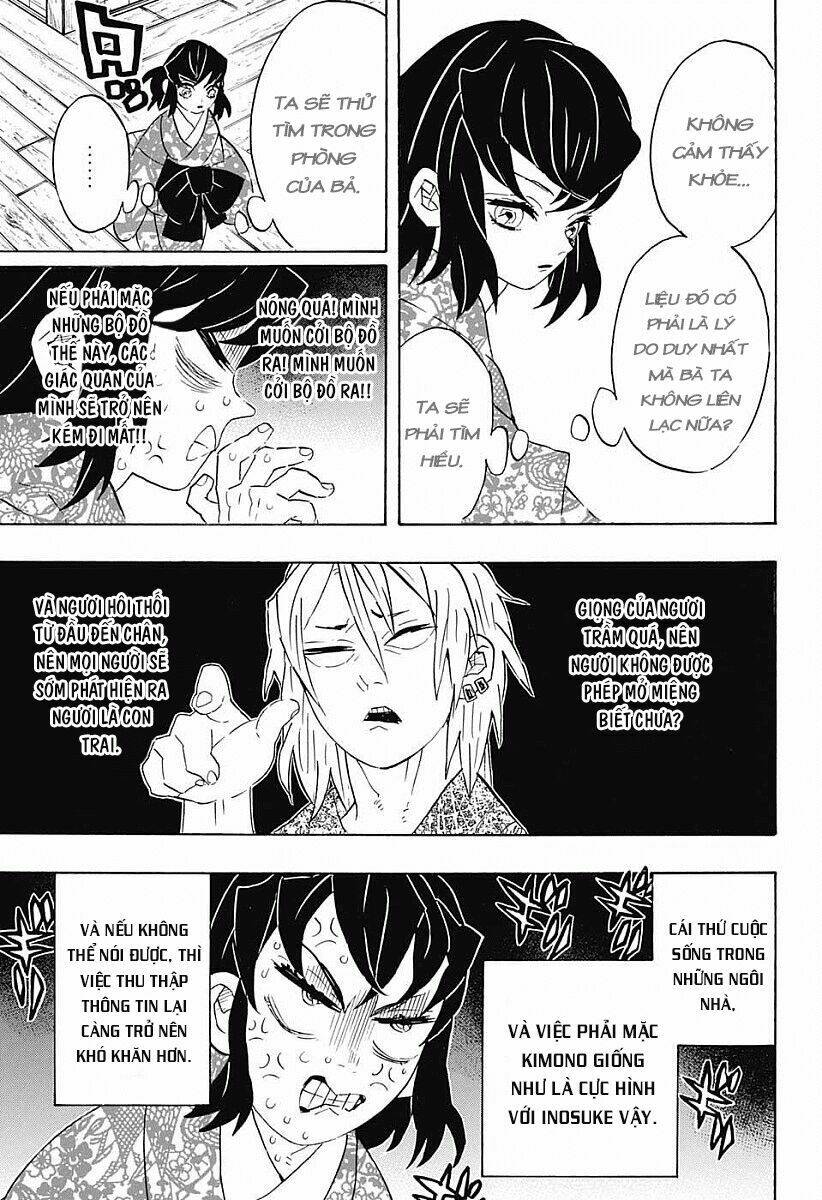 KHÔNG
CẢM THẤY
KHỎE...
LIỆU ĐÓ CÓ
PHẢI LÀ LÝ
DO DUY NHẤT
MÀ BÀ TA
KHÔNG LIÊN
LẠC NỮA?
TA SẼ
PHẢI TÌM
HIỂU.
TA SẼ THỬ
TÌM TRONG
PHÒNG
CỦA BẢ.
......
NÓNG QUÁ! MÌNH
MUỐN CỞI BỘ ĐỒ
RA! MÌNH MUỐN
CỞI BỘ ĐỒ RA!!
NẾU PHẢI MẶC
NHỮNG BỘ ĐỒ
THẾ NÀY, CÁC
GIÁC QUAN CỦA
MÌNH SẼ TRỞ NÊN
KÉM ĐI MẤT!!
GIỌNG CỦA NGƯƠI
TRẦM QUÁ, NÊN
NGƯƠI KHÔNG ĐƯỢC
PHÉP MỞ MIỆNG
BIẾT CHƯA?
VÀ NGƯƠI HÔI THỐI
TỪ ĐẦU ĐẾN CHÂN,
NÊN MỌI NGƯỜI SẼ
SỚM PHÁT HIỆN RA
NGƯƠI LÀ CON
TRAI.
CÁI THỨ CUỘC
SỐNG TRONG
NHỮNG NGÔI
NHÀ,
VÀ VIỆC PHẢI MẶC
KIMONO GIỐNG
NHƯ LÀ CỰC HÌNH
VỚI INOSUKE VẬY.
VÀ NẾU KHÔNG
THỂ NÓI ĐƯỢC, THÌ
VIỆC THU THẬP
THÔNG TIN LẠI
CÀNG TRỞ NÊN
KHÓ KHĂN HƠN.